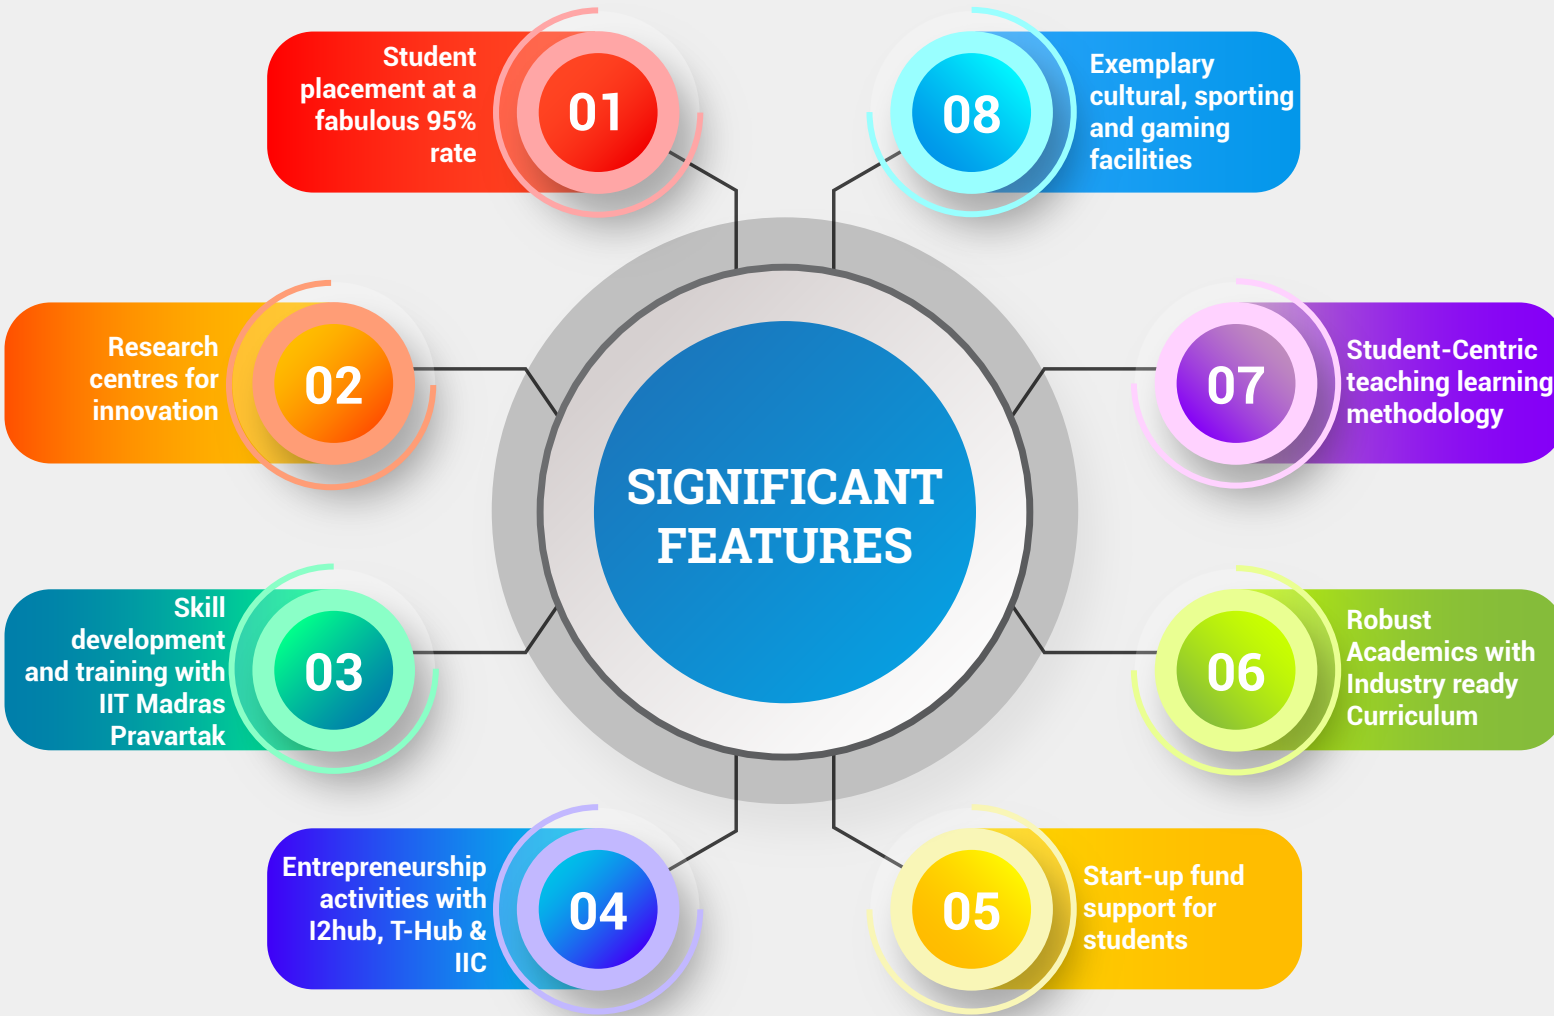 SIGNIFICANT
FEATURES
01
Student
placement at a
fabulous 95%
rate
02
Research
centres for
innovation
03
Skill
development
and training with
IIT Madras
Pravartak
04
Entrepreneurship
activities with
I2hub, T-Hub &
IIC
05
Start-up fund
support for
students
06
Robust
Academics with
Industry ready
Curriculum
07
Student-Centric
teaching learning
methodology
08
Exemplary
cultural, sporting
and gaming
facilities